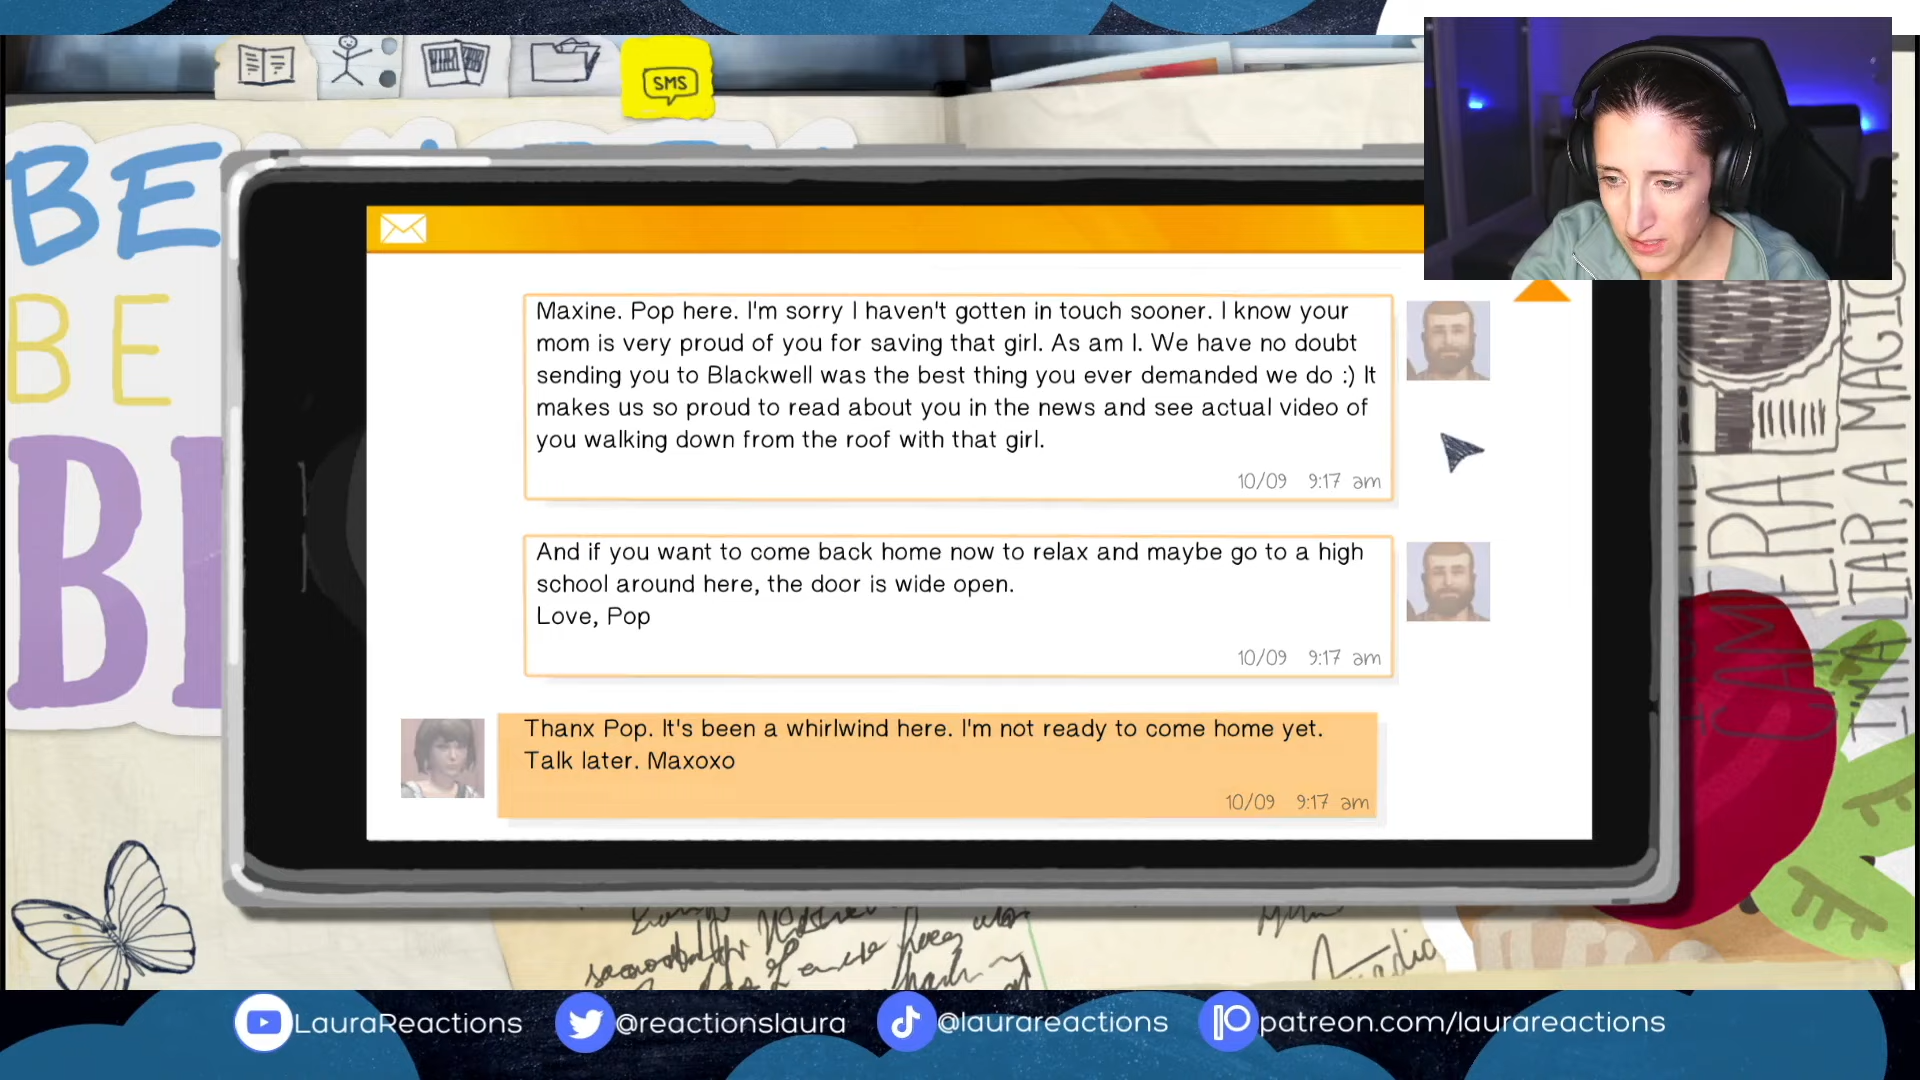 SMS
BE
BE
Maxine. Pop here. I'm sorry I haven't gotten in touch sooner. I know your
mom is very proud of you for saving that girl. As am I. We have no doubt
sending you to Blackwell was the best thing you ever demanded we do :) It
makes us so proud to read about you in the news and see actual video of
you walking down from the roof with that girl.
10/09 9:17 am
And if you want to come back home now to relax and maybe go to a high
school around here, the door is wide open.
Love, Pop
10/09 9:17 am
Thanx Pop. It's been a whirlwind here. I'm not ready to come home yet.
Talk later. Maxoxo
10/09 9:17 am
LauraReactions
@reactionslaura
@laurareactions
patreon.com/laurareactions